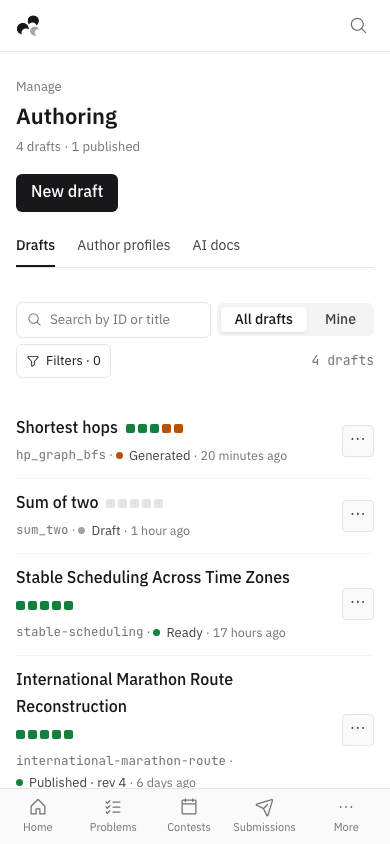 Manage
Authoring
4 drafts · 1 published
New draft
Drafts Author profiles AI docs
Search by ID or title All drafts Mine
Filters · 0 4 drafts
Shortest hops
hp_graph_bfs · Generated · 20 minutes ago
Sum of two
sum_two · Draft · 1 hour ago
Stable Scheduling Across Time Zones
stable-scheduling · Ready · 17 hours ago
International Marathon Route
Reconstruction
international-marathon-route ·
Published · rev 4 · 6 days ago
Home Problems Contests Submissions More